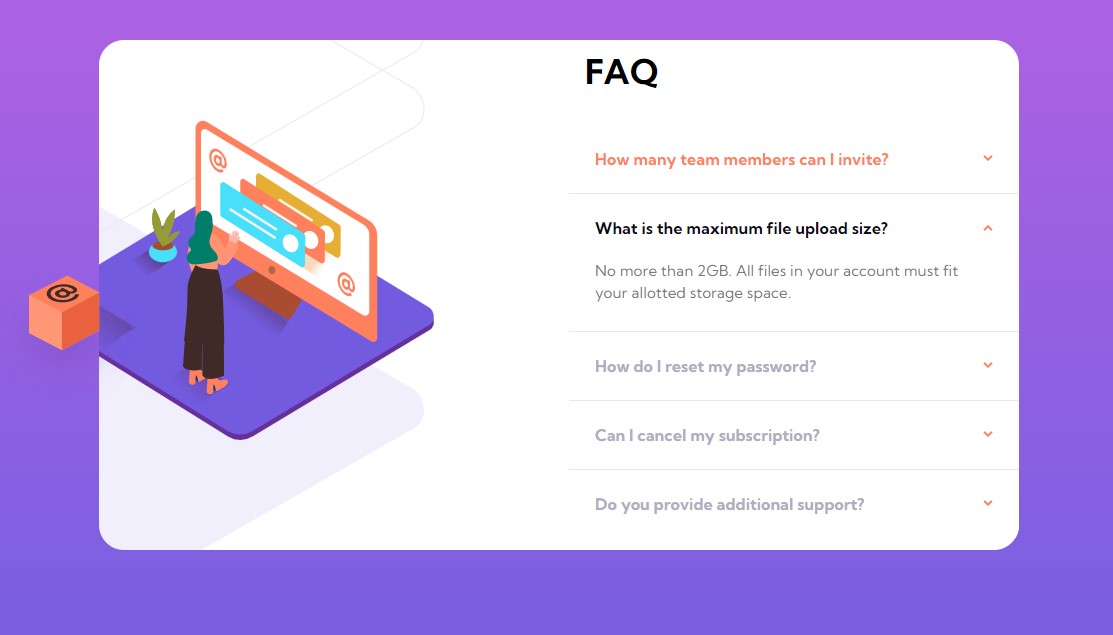 FAQ
How many team members can I invite?
What is the maximum file upload size?
No more than 2GB. All files in your account must fit
your allotted storage space.
@
@
@
How do I reset my password?
Can I cancel my subscription?
Do you provide additional support?